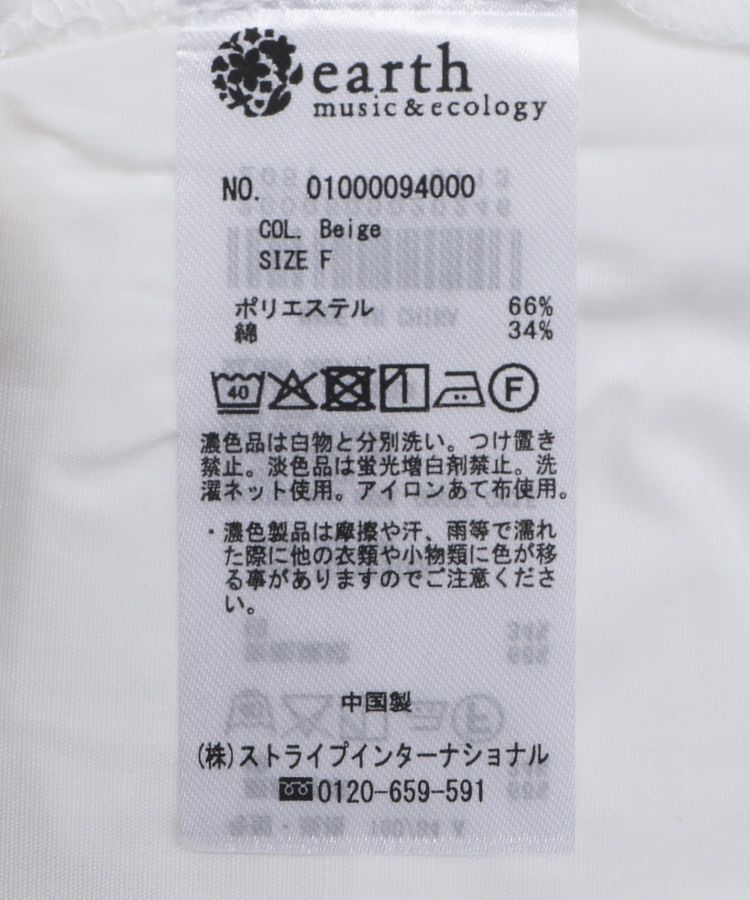 earth
music&ecology
NO. 01000094000
COL. Beige
SIZE F
ポリエステル 66%
綿 34%
40
F
濃色品は白物と分別洗い。つけ置き
禁止。淡色品は蛍光増白剤禁止。洗
濯ネット使用。アイロンあて布使用。
・濃色製品は摩擦や汗、雨等で濡れ
た際に他の衣類や小物類に色が移
る事がありますのでご注意くださ
い。
中国製
(株)ストライプインターナショナル
0120-659-591